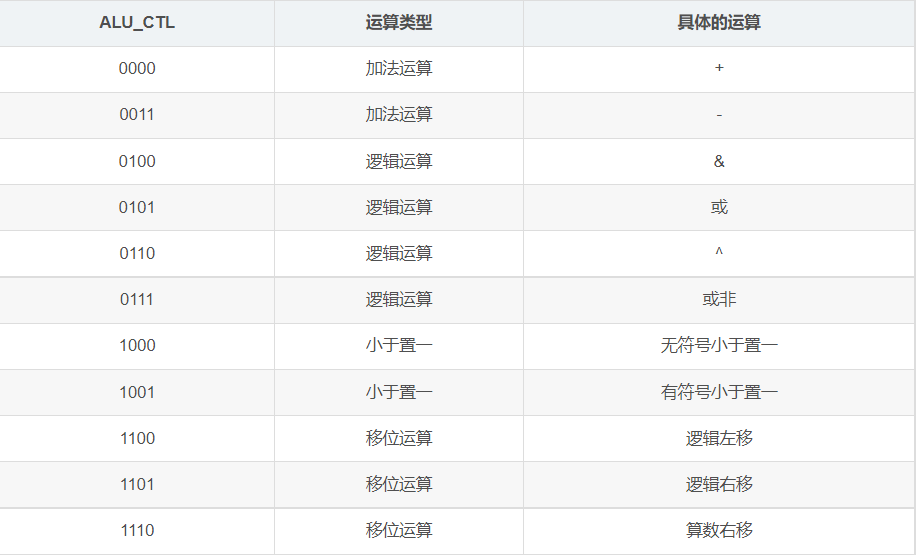 ALU_CTL 运算类型 具体的运算
0000 加法运算 +
0011 加法运算 -
0100 逻辑运算 &
0101 逻辑运算 或
0110 逻辑运算 ^
0111 逻辑运算 或非
1000 小于置一 无符号小于置一
1001 小于置一 有符号小于置一
1100 移位运算 逻辑左移
1101 移位运算 逻辑右移
1110 移位运算 算数右移